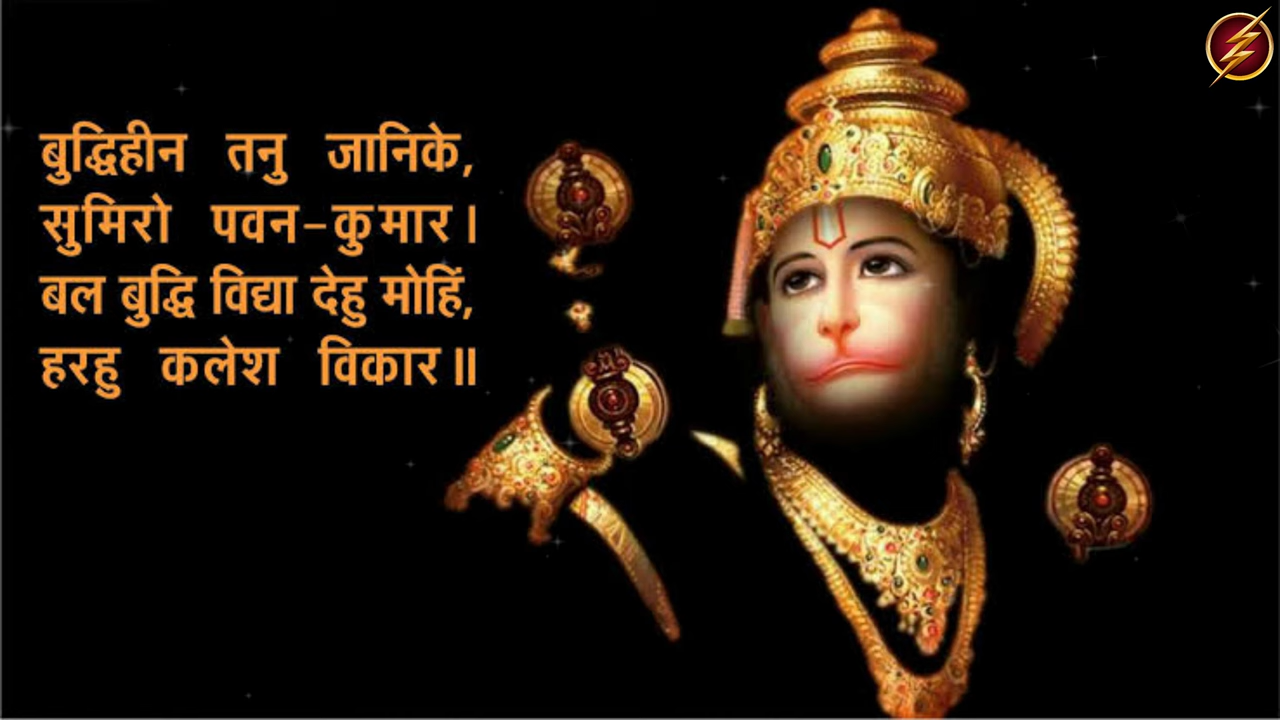 बुद्धिहीन तनु जानिके,
सुमिरो पवन-कुमार।
बल बुद्धि विद्या देहु मोहिं,
हरहु कलेश विकार॥